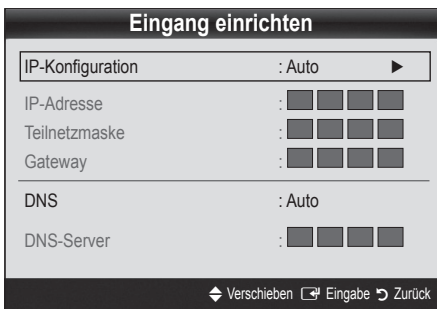 Eingang einrichten
IP-Konfiguration : Auto ►
IP-Adresse :
Teilnetzmaske :
Gateway :
DNS : Auto
DNS-Server :
Verschieben Eingabe Zurück